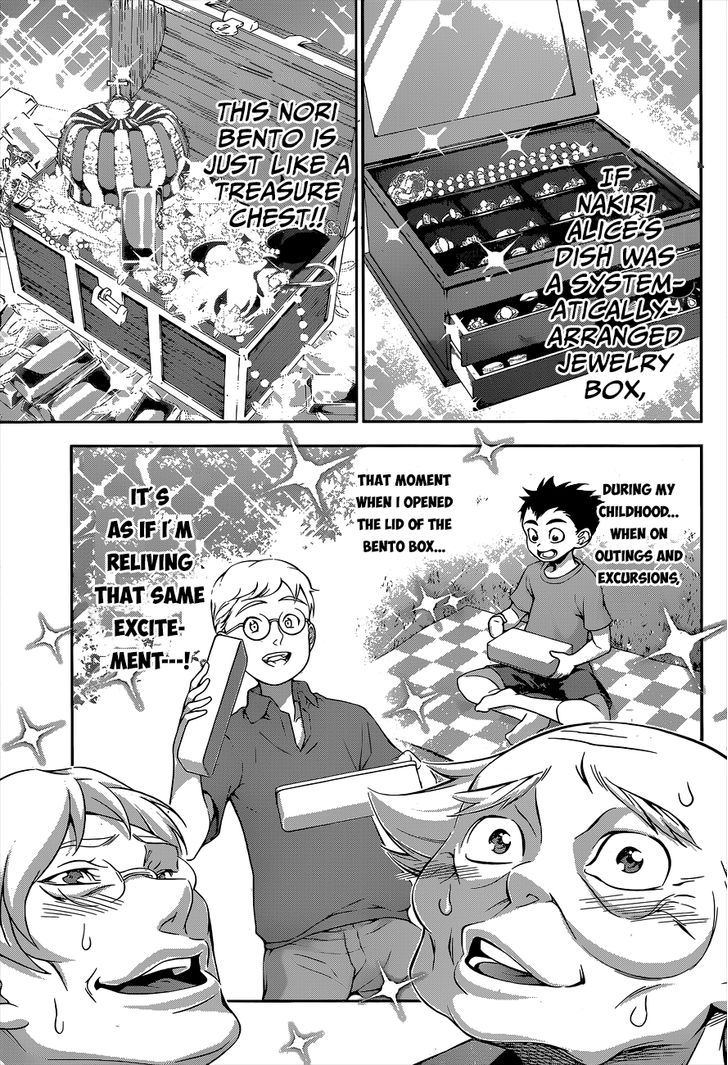 IF
NAKIRI
ALICE'S
DISH WAS
A SYSTEM-
ATICALLY-
ARRANGED
JEWELRY
BOX,
THIS NORI
BENTO IS
JUST LIKE A
TREASURE
CHEST!!
DURING MY
CHILDHOOD...
WHEN ON
OUTINGS AND
EXCURSIONS,
THAT MOMENT
WHEN I OPENED
THE LID OF THE
BENTO BOX...
IT'S
AS IF I'M
RELIVING
THAT SAME
EXCITE-
MENT---!